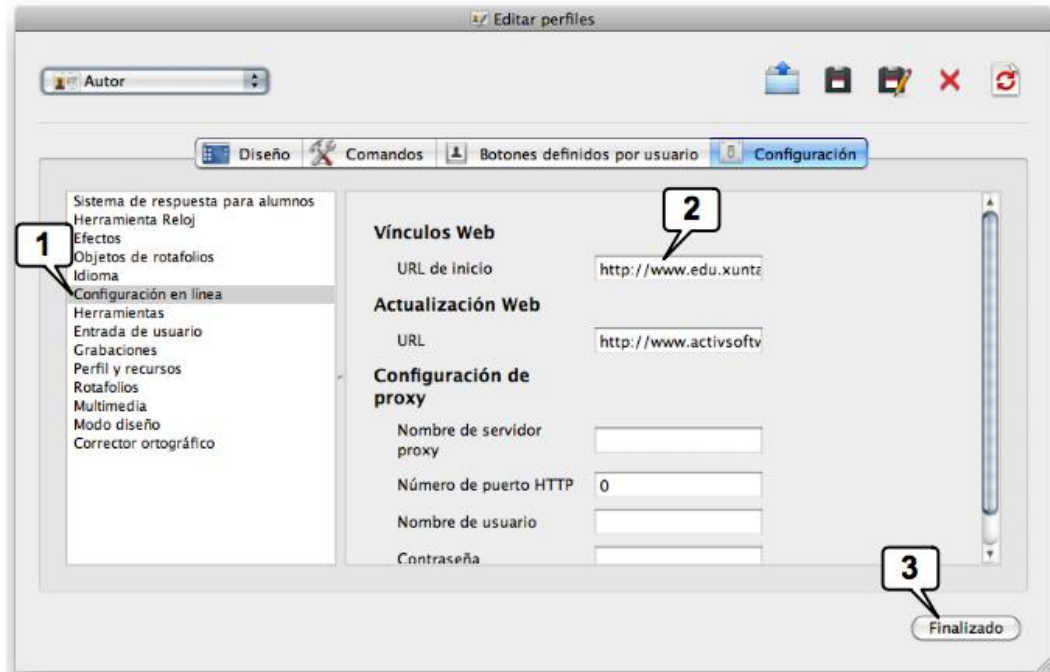 Editar perfiles
Autor
Diseño Comandos Botones definidos por usuario Configuración
Sistema de respuesta para alumnos
Herramienta Reloj
Efectos
Objetos de rotafolios
Idioma
Configuración en línea
Herramientas
Entrada de usuario
Grabaciones
Perfil y recursos
Rotafolios
Multimedia
Modo diseño
Corrector ortográfico
1
2
Vínculos Web
URL de inicio http://www.edu.xunta
Actualización Web
URL http://www.activsoftv
Configuración de
proxy
Nombre de servidor
proxy
Número de puerto HTTP 0
Nombre de usuario
Contraseña
3
Finalizado